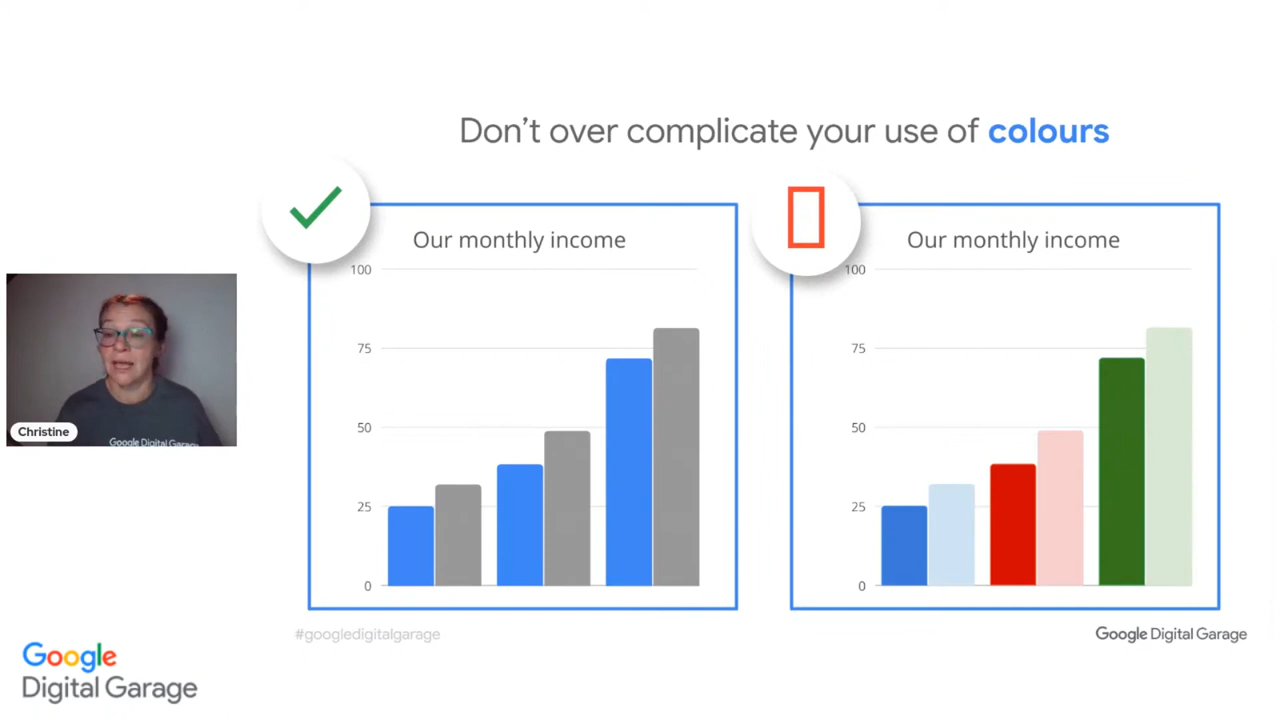 Don't over complicate your use of colours
Our monthly income
100
75
50
25
0
Our monthly income
100
75
50
25
0
Christine
Google Digital Garage
#googledigitalgarage
Google Digital Garage
Google
Digital Garage